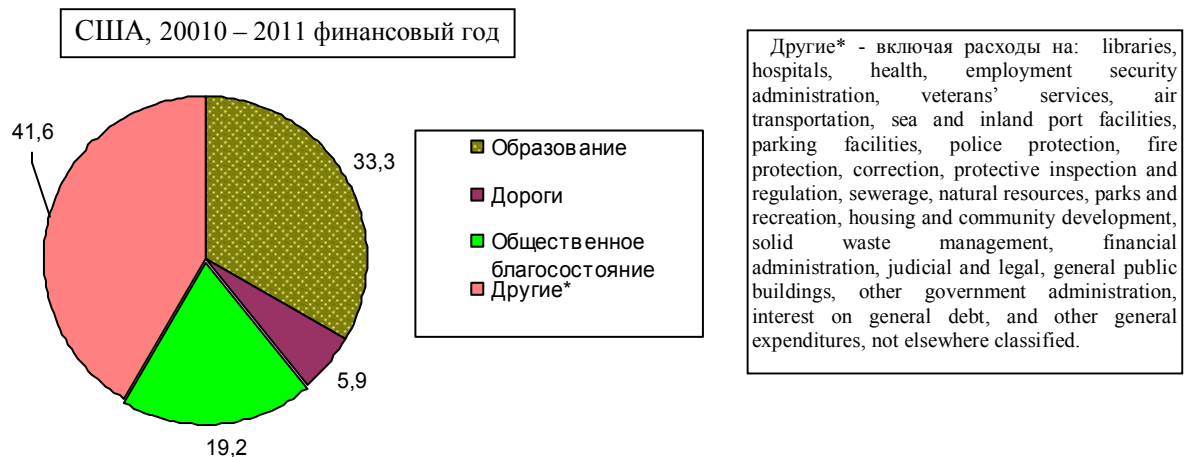 США, 20010 – 2011 финансовый год
41,6
33,3
5,9
19,2
Образование
Дороги
Общественное
благосостояние
Другие*
Другие* - включая расходы на: libraries,
hospitals, health, employment security
administration, veterans’ services, air
transportation, sea and inland port facilities,
parking facilities, police protection, fire
protection, correction, protective inspection and
regulation, sewerage, natural resources, parks and
recreation, housing and community development,
solid waste management, financial
administration, judicial and legal, general public
buildings, other government administration,
interest on general debt, and other general
expenditures, not elsewhere classified.